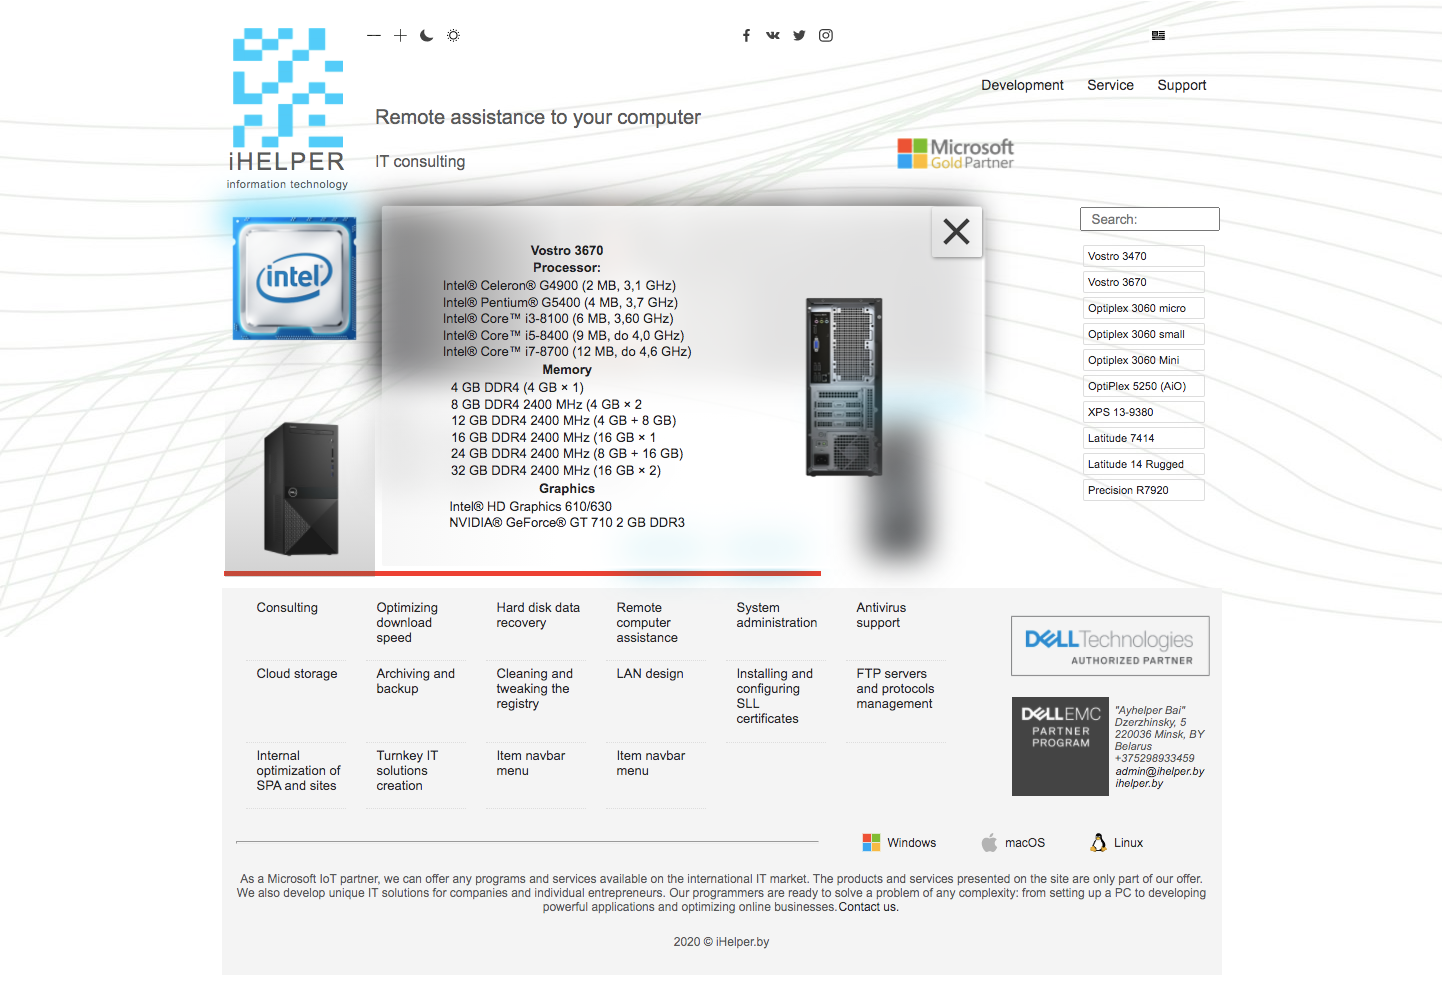 Development
Service
Support
Remote assistance to your computer
Microsoft
Gold Partner
iHELPER
IT consulting
information technology
intel
Vostro 3670
Processor:
Intel® Celeron® G4900 (2 MB, 3,1 GHz)
Intel® Pentium® G5400 (4 MB, 3,7 GHz)
Intel® Core™ i3-8100 (6 MB, 3,60 GHz)
Intel® Core™ i5-8400 (9 MB, do 4,0 GHz)
Intel® Core™ i7-8700 (12 MB, do 4,6 GHz)
Memory
4 GB DDR4 (4 GB × 1)
8 GB DDR4 2400 MHz (4 GB × 2
12 GB DDR4 2400 MHz (4 GB + 8 GB)
16 GB DDR4 2400 MHz (16 GB × 1
24 GB DDR4 2400 MHz (8 GB + 16 GB)
32 GB DDR4 2400 MHz (16 GB × 2)
Graphics
Intel® HD Graphics 610/630
NVIDIA® GeForce® GT 710 2 GB DDR3
Search:
Vostro 3470
Vostro 3670
Optiplex 3060 micro
Optiplex 3060 small
Optiplex 3060 Mini
OptiPlex 5250 (AiO)
XPS 13-9380
Latitude 7414
Latitude 14 Rugged
Precision R7920
Consulting
Optimizing
download
speed
Hard disk data
recovery
Remote
computer
assistance
System
administration
Antivirus
support
Cloud storage
Archiving and
backup
Cleaning and
tweaking the
registry
LAN design
Installing and
configuring
SLL
certificates
FTP servers
and protocols
management
Internal
optimization of
SPA and sites
Turnkey IT
solutions
creation
Item navbar
menu
Item navbar
menu
DELLTechnologies
AUTHORIZED PARTNER
DELLEMC
PARTNER
PROGRAM
"Ayhelper Bai"
Dzerzhinsky, 5
220036 Minsk, BY
Belarus
+375298933459
admin@ihelper.by
ihelper.by
Windows
macOS
Linux
As a Microsoft IoT partner, we can offer any programs and services available on the international IT market. The products and services presented on the site are only part of our offer.
We also develop unique IT solutions for companies and individual entrepreneurs. Our programmers are ready to solve a problem of any complexity: from setting up a PC to developing
powerful applications and optimizing online businesses.Contact us.
2020 © iHelper.by